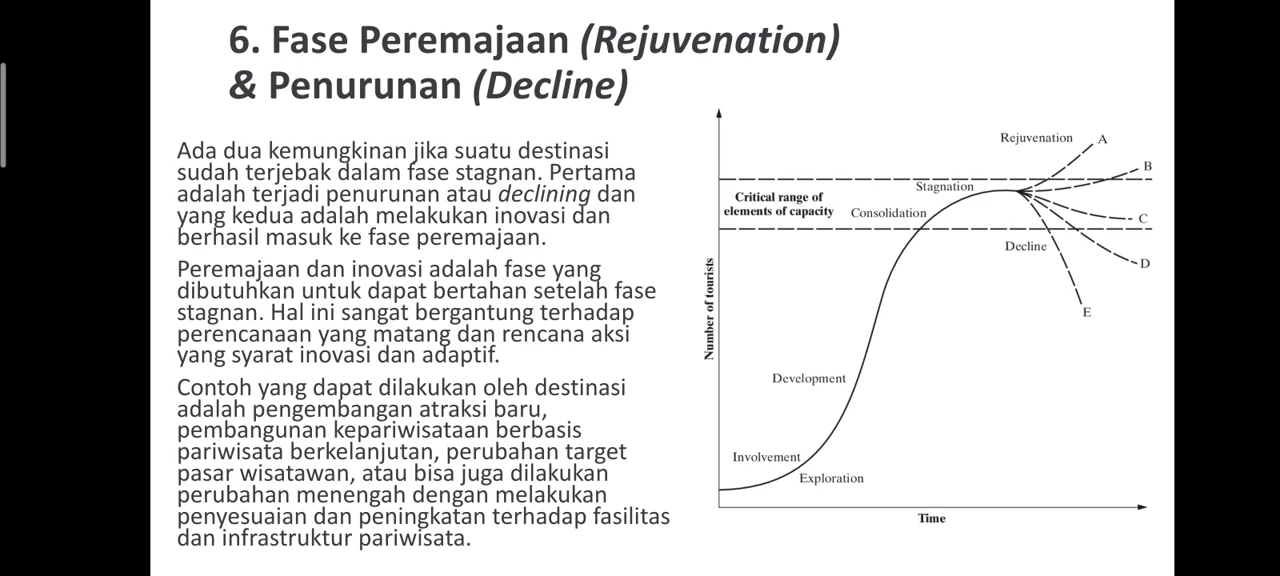 6. Fase Peremajaan (Rejuvenation)
& Penurunan (Decline)
Ada dua kemungkinan jika suatu destinasi
sudah terjebak dalam fase stagnan. Pertama
adalah terjadi penurunan atau declining dan
yang kedua adalah melakukan inovasi dan
berhasil masuk ke fase peremajaan.
Peremajaan dan inovasi adalah fase yang
dibutuhkan untuk dapat bertahan setelah fase
stagnan. Hal ini sangat bergantung terhadap
perencanaan yang matang dan rencana aksi
yang syarat inovasi dan adaptif.
Contoh yang dapat dilakukan oleh destinasi
adalah pengembangan atraksi baru,
pembangunan kepariwisataan berbasis
pariwisata berkelanjutan, perubahan target
pasar wisatawan, atau bisa juga dilakukan
perubahan menengah dengan melakukan
penyesuaian dan peningkatan terhadap fasilitas
dan infrastruktur pariwisata.
Rejuvenation
A
B
Stagnation
Critical range of
elements of capacity
Consolidation
C
Decline
D
E
Number of tourists
Development
Involvement
Exploration
Time